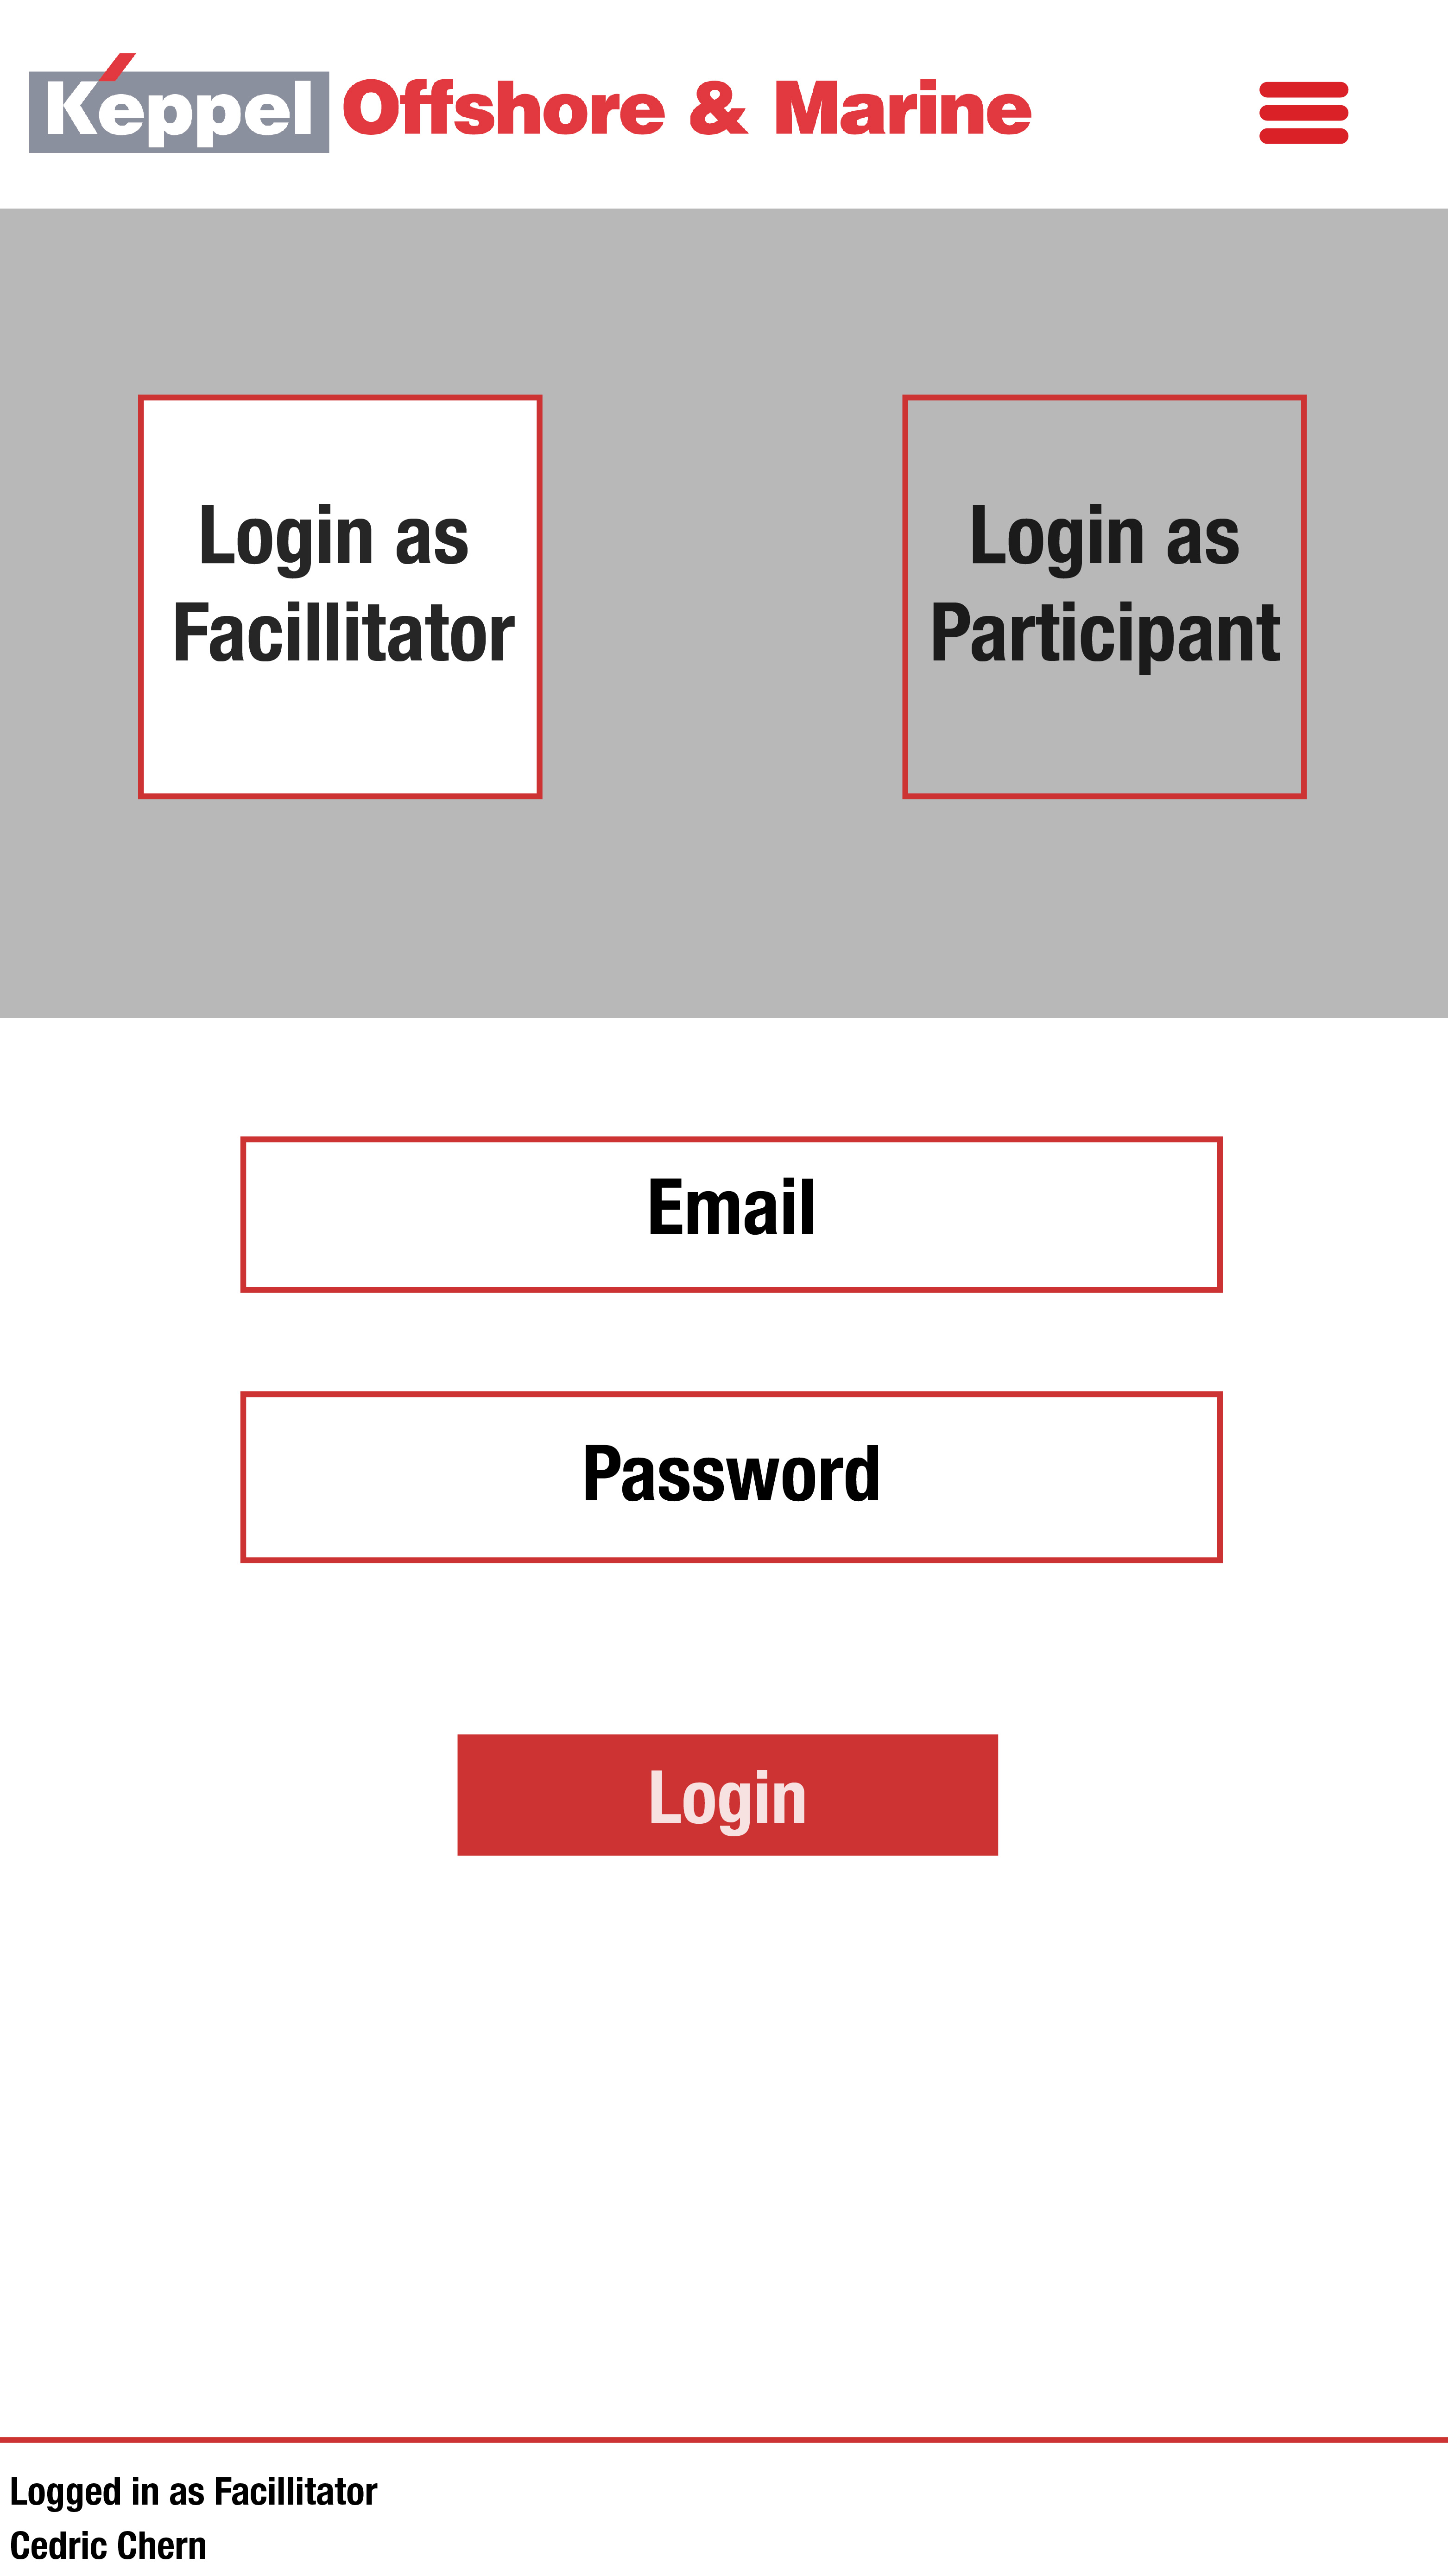 Keppel Offshore & Marine
Login as
Facillitator
Login as
Participant
Email
Password
Login
Logged in as Facillitator
Cedric Chern